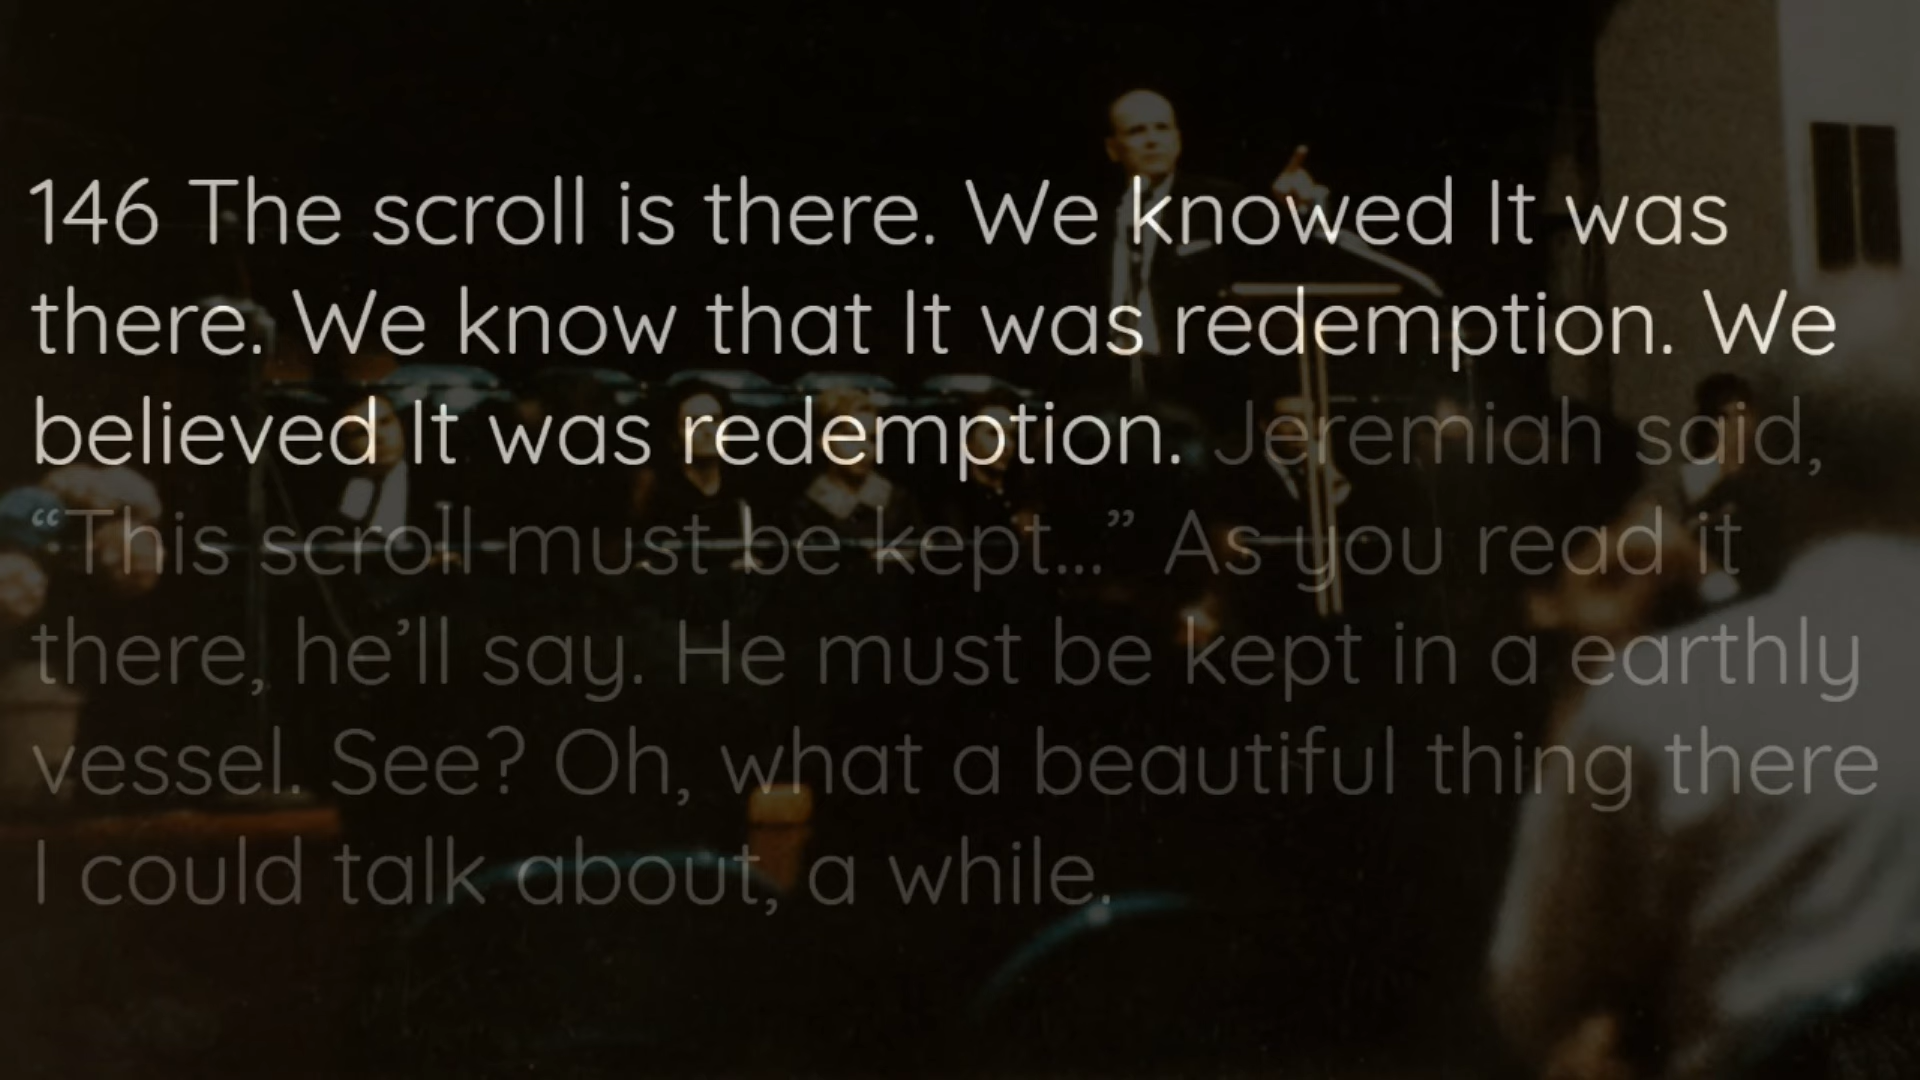 146 The scroll is there. We knowed It was
there. We know that It was redemption. We
believed It was redemption. Jeremiah said,
“This scroll must be kept…” As you read it
there, he’ll say. He must be kept in a earthly
vessel. See? Oh, what a beautiful thing there
I could talk about, a while.